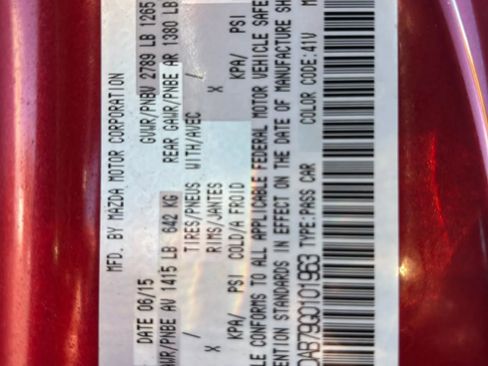 MFD. BY MAZDA MOTOR CORPORATION
DATE 06/15 GVWR/PNBV 2789 LB 1265
AWR/PNBE AV 1415 LB 642 KG REAR GAWR/PNBE AR 1380 LB
TIRES/PNEUS WITH/AVEC
/ /
RIMS/JANTES
X X
KPA/ PSI COLD/A FROID KPA/ PSI
LE CONFORMS TO ALL APPLICABLE FEDERAL MOTOR VEHICLE SAFE
ENTION STANDARDS IN EFFECT ON THE DATE OF MANUFACTURE SH
DAB79G0101963 TYPE:PASS CAR COLOR CODE:41V M